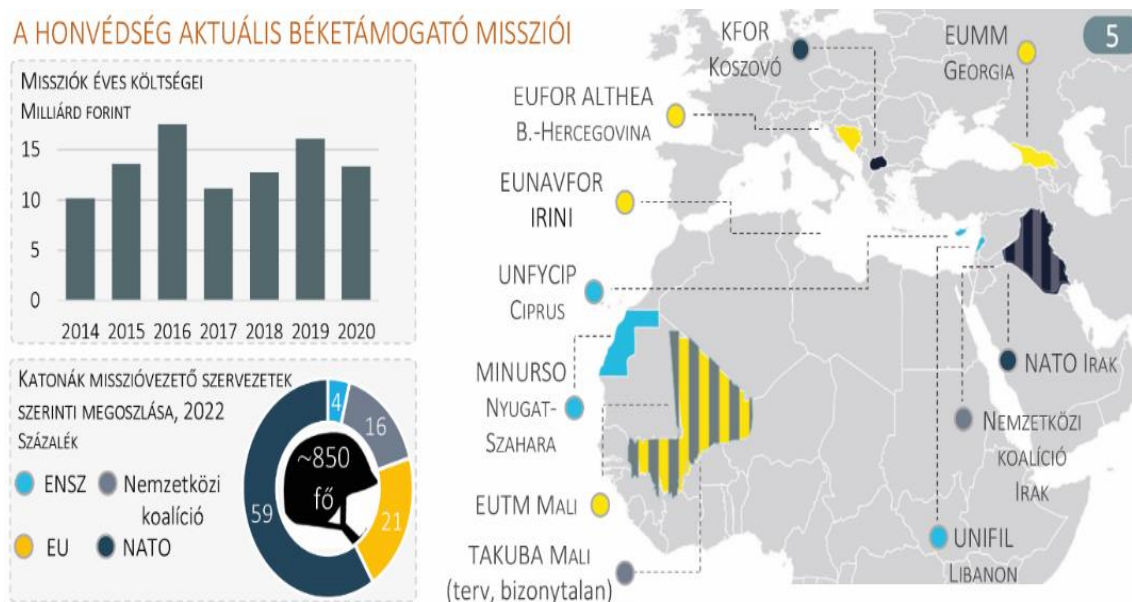 A HONVÉDSÉG AKTUÁLIS BÉKETÁMOGATÓ MISSZIÓI
5
MISSZIÓK ÉVES KÖLTSÉGEI
MILLIÁRD FORINT
15
10
5
0
2014 2015 2016 2017 2018 2019 2020
KATONÁK MISSZIÓVEZETŐ SZERVEZETEK
SZERINTI MEGOSZLÁSA, 2022
SZÁZALÉK
ENSZ
Nemzetközi
koalíció
EU
NATO
4
16
21
59
~850
fő
KFOR
KOSZOVÓ
EUMM
GEORGIA
EUFOR ALTHEA
B.-HERCEGOVINA
EUNAVFOR
IRINI
UNFYCIP
CIPRUS
MINURSO
NYUGAT-
SZAHARA
EUTM MALI
TAKUBA MALI
(terv, bizonytalan)
NATO IRAK
NEMZETKÖZI
KOALÍCIÓ
IRAK
UNIFIL
LIBANON